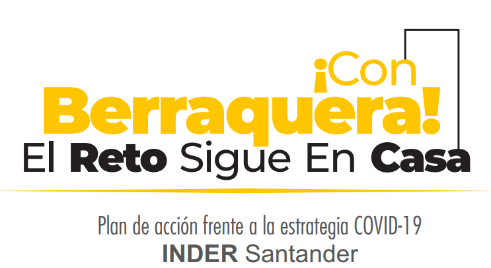 ¡Con
Berraquera!
El Reto Sigue En Casa
Plan de acción frente a la estrategia COVID-19
INDER Santander